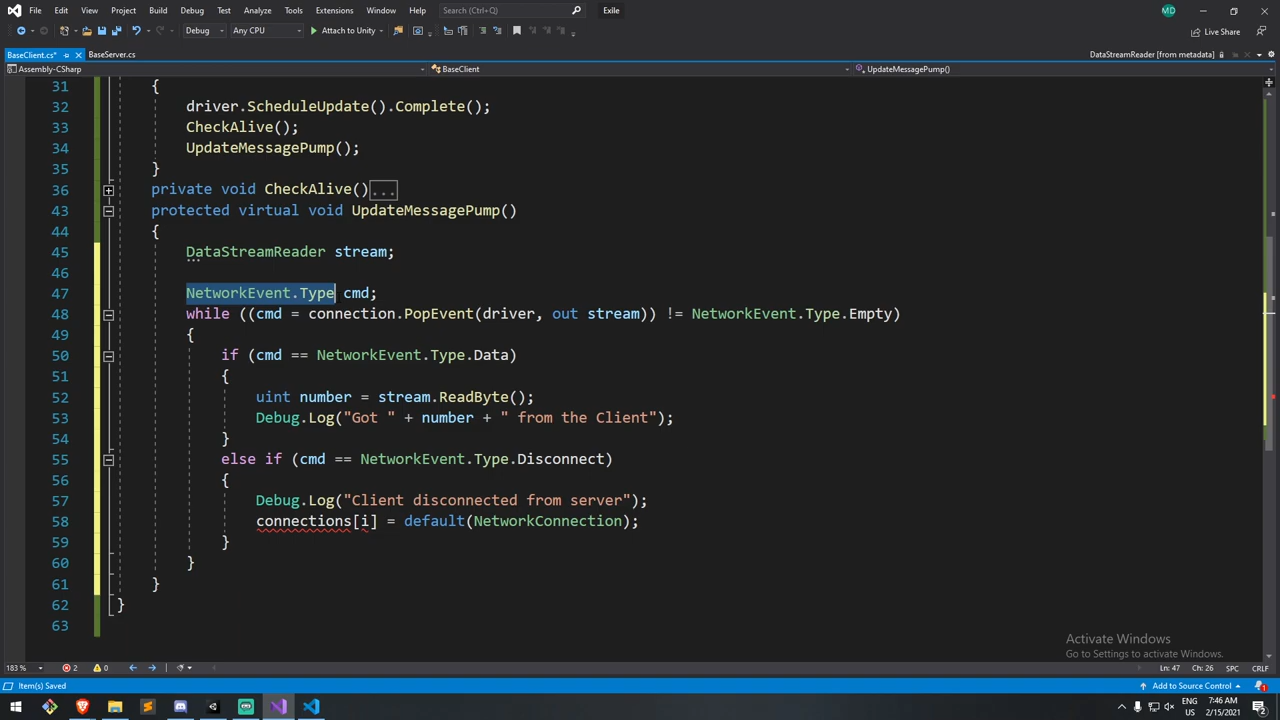 File Edit View Git Project Build Debug Test Analyze Tools Extensions Window Help Search (Ctrl+Q) Exile MD
Debug Any CPU Attach to Unity Live Share
BaseClient.cs* BaseServer.cs DataStreamReader [from metadata]
Assembly-CSharp BaseClient UpdateMessagePump()
31 {
32 driver.ScheduleUpdate().Complete();
33 CheckAlive();
34 UpdateMessagePump();
35 }
36 private void CheckAlive()...
43 protected virtual void UpdateMessagePump()
44 {
45 DataStreamReader stream;
46
47 NetworkEvent.Type cmd;
48 while ((cmd = connection.PopEvent(driver, out stream)) != NetworkEvent.Type.Empty)
49 {
50 if (cmd == NetworkEvent.Type.Data)
51 {
52 uint number = stream.ReadByte();
53 Debug.Log("Got " + number + " from the Client");
54 }
55 else if (cmd == NetworkEvent.Type.Disconnect)
56 {
57 Debug.Log("Client disconnected from server");
58 connections[i] = default(NetworkConnection);
59 }
60 }
61 }
62 }
63
Activate Windows
Go to Settings to activate Windows.
183 % 2 0 Ln: 47 Ch: 26 SPC CRLF
Item(s) Saved Add to Source Control 1
ENG 7:46 AM
US 2/15/2021 2